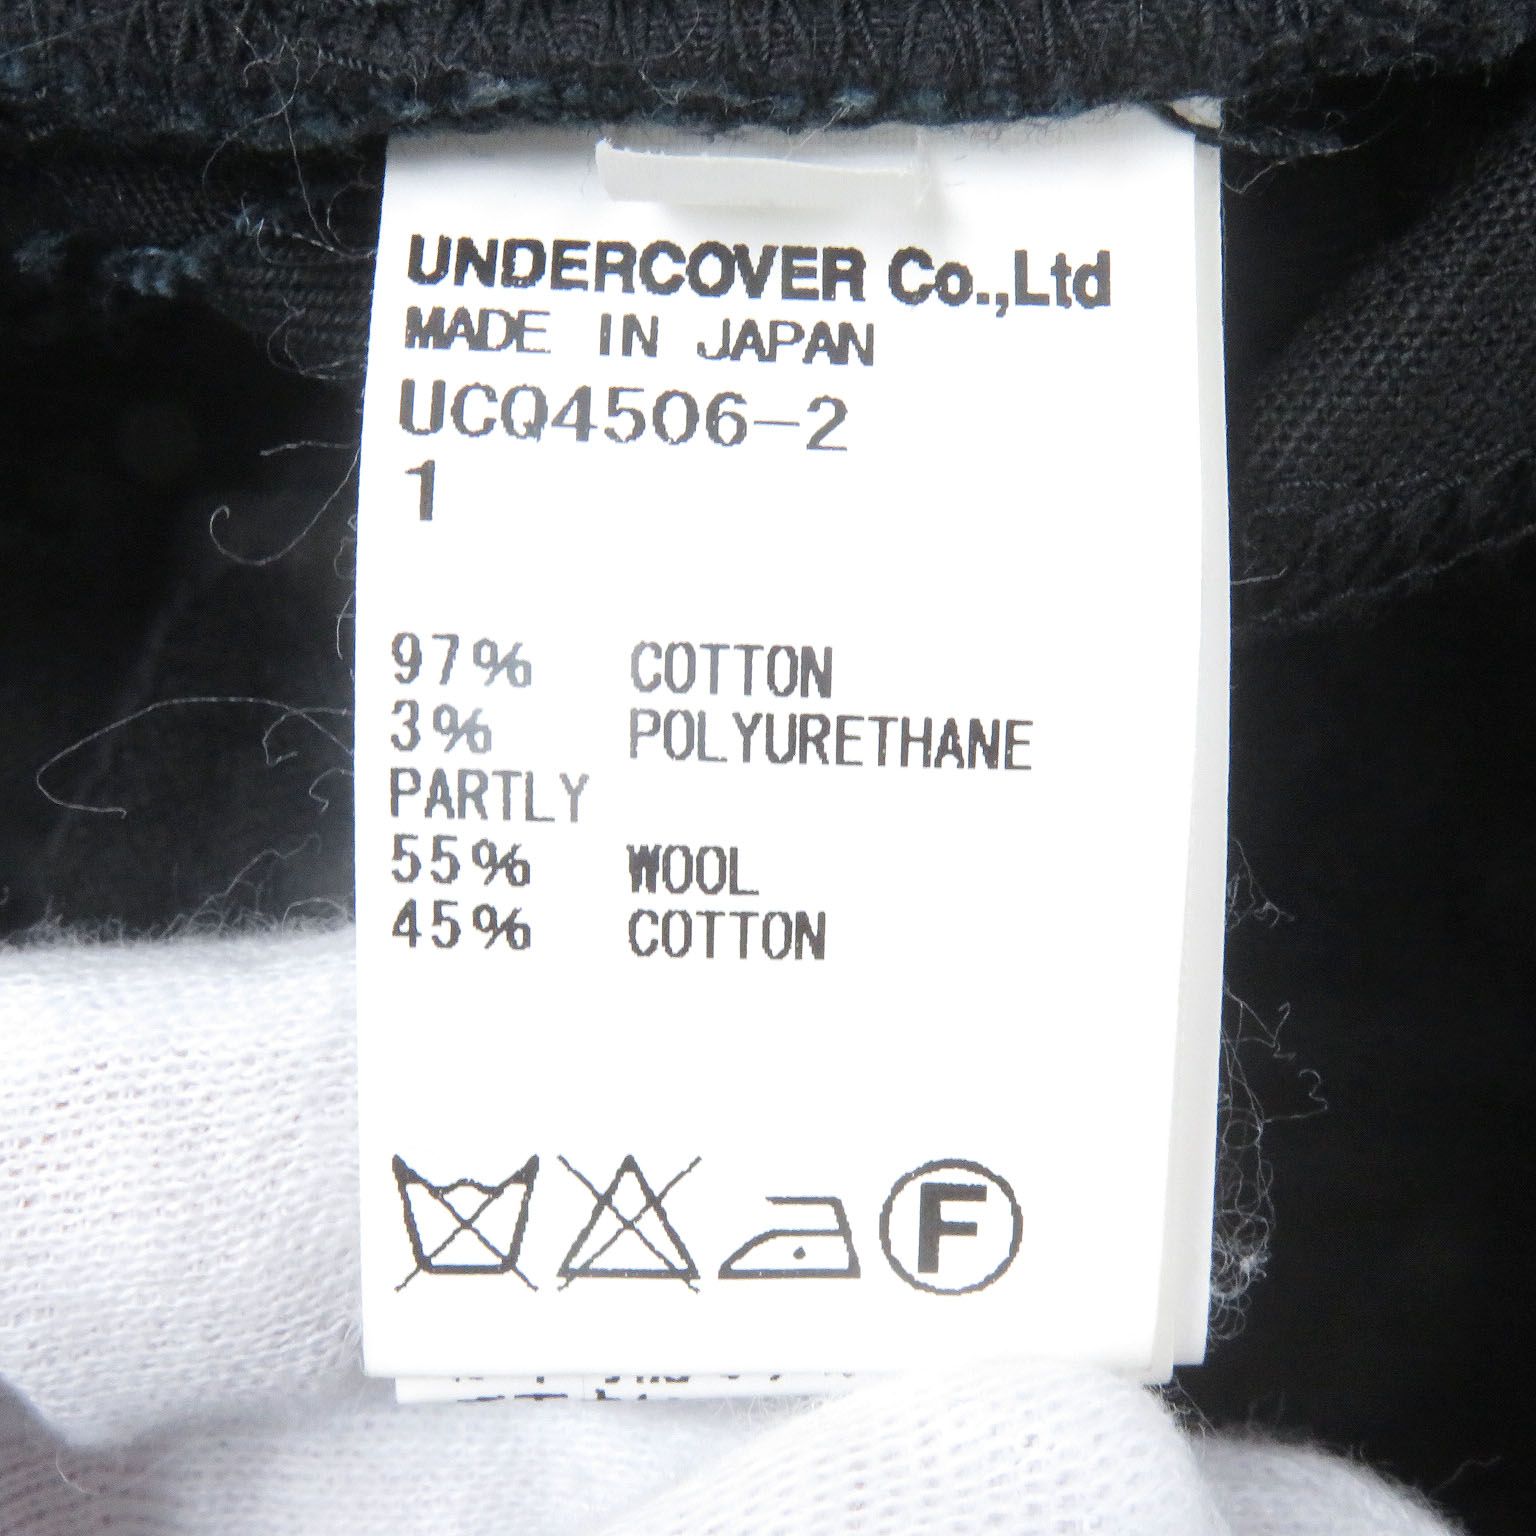 UNDERCOVER Co.,Ltd
MADE IN JAPAN
UCQ4506-2
1
97% COTTON
3% POLYURETHANE
PARTLY
55% WOOL
45% COTTON
F